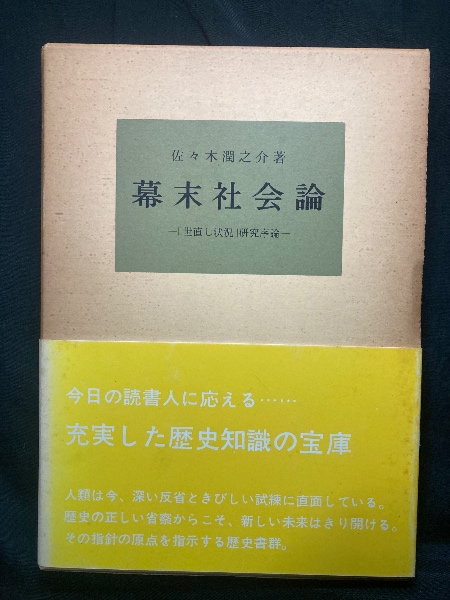 佐々木潤之介著
幕末社会論
―「世直し状況」研究序論―
今日の読書人に応える……
充実した歴史知識の宝庫
人類は今、深い反省ときびしい試練に直面している。
歴史の正しい省察からこそ、新しい未来はきり開ける。
その指針の原点を指示する歴史書群。